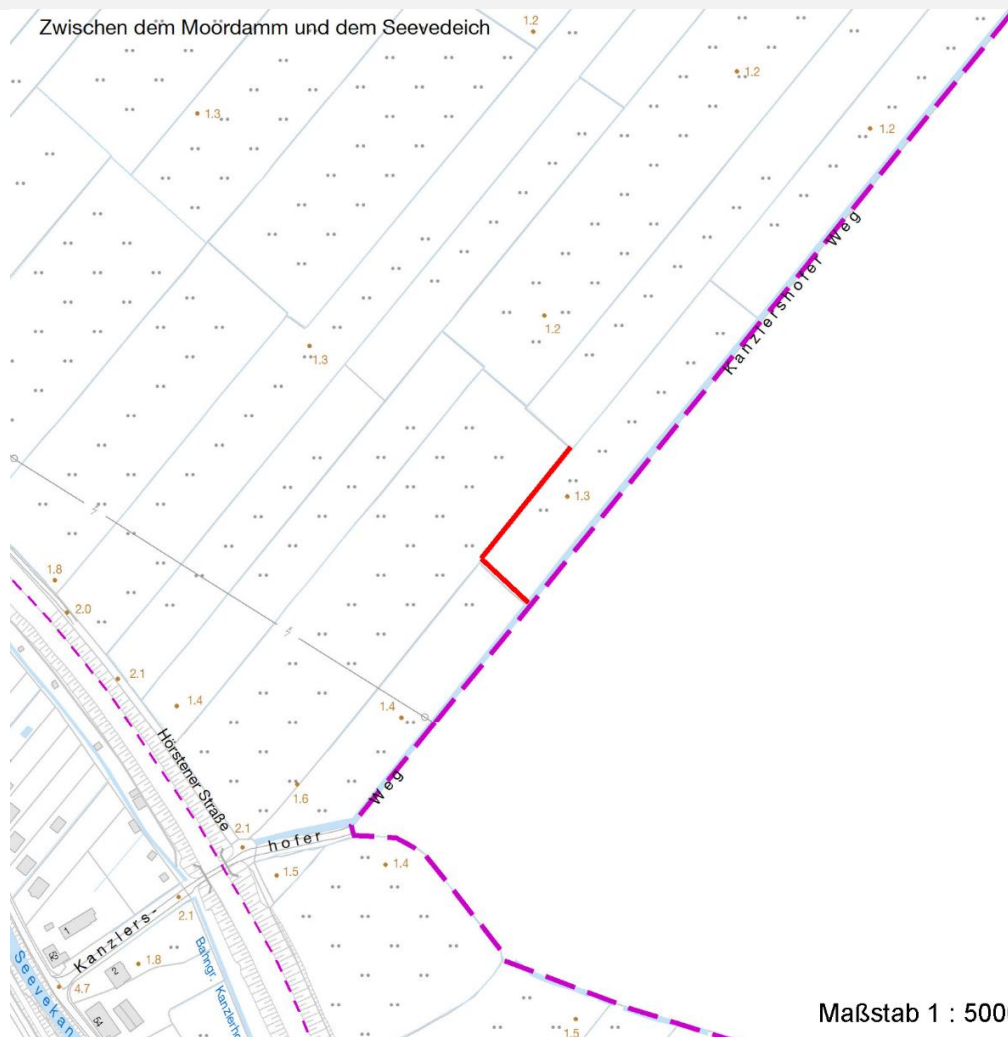 Zwischen dem Moordamm und dem Seevedeich
1.2
1.2
1.3
1.2
Kanzlershofer Weg
1.2
1.3
1.3
1.8
2.0
2.1
1.4
1.4
Hörstener Straße
1.6
Weg
2.1
hofer
1.5
1.4
Kanzlers-
2.1
1
53
2
1.8
4.7
54
Seevekan
Bahngr. Kanzlerho
1.5
Maßstab 1 : 500